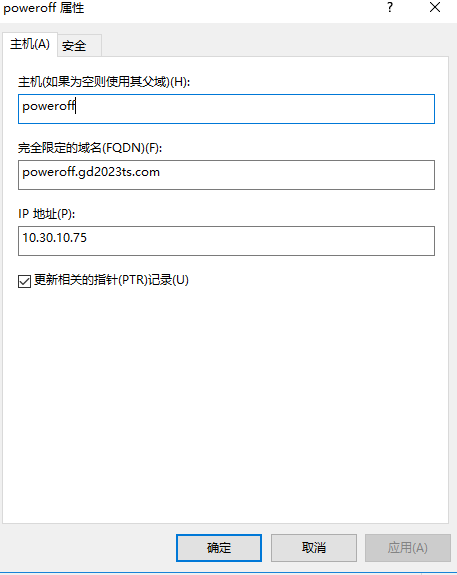 poweroff 属性
?
主机(A) 安全
主机(如果为空则使用其父域)(H):
poweroff
完全限定的域名(FQDN)(F):
poweroff.gd2023ts.com
IP 地址(P):
10.30.10.75
更新相关的指针(PTR)记录(U)
确定 取消 应用(A)